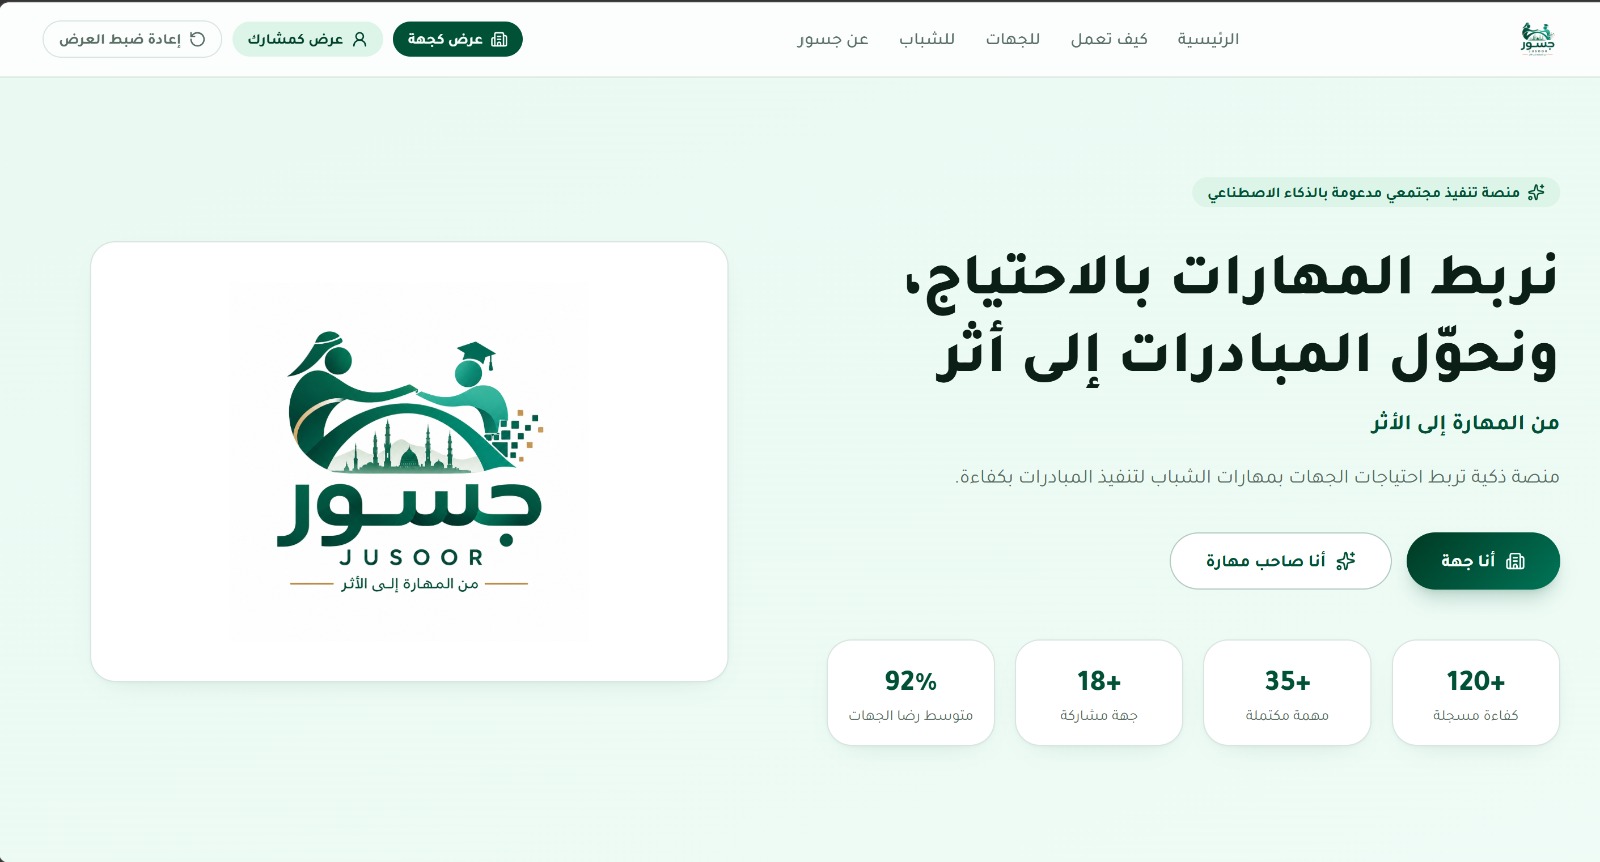 جسور
الرئيسية
كيف تعمل
للجهات
للشباب
عن جسور
عرض كجهة
عرض كمشارك
إعادة ضبط العرض
منصة تنفيذ مجتمعي مدعومة بالذكاء الاصطناعي
نربط المهارات بالاحتياج،
ونحوّل المبادرات إلى أثر
من المهارة إلى الأثر
منصة ذكية تربط احتياجات الجهات بمهارات الشباب لتنفيذ المبادرات بكفاءة.
أنا جهة
أنا صاحب مهارة
120+
كفاءة مسجلة
35+
مهمة مكتملة
18+
جهة مشاركة
92%
متوسط رضا الجهات
جسور
JUSOOR
من المهارة إلى الأثر